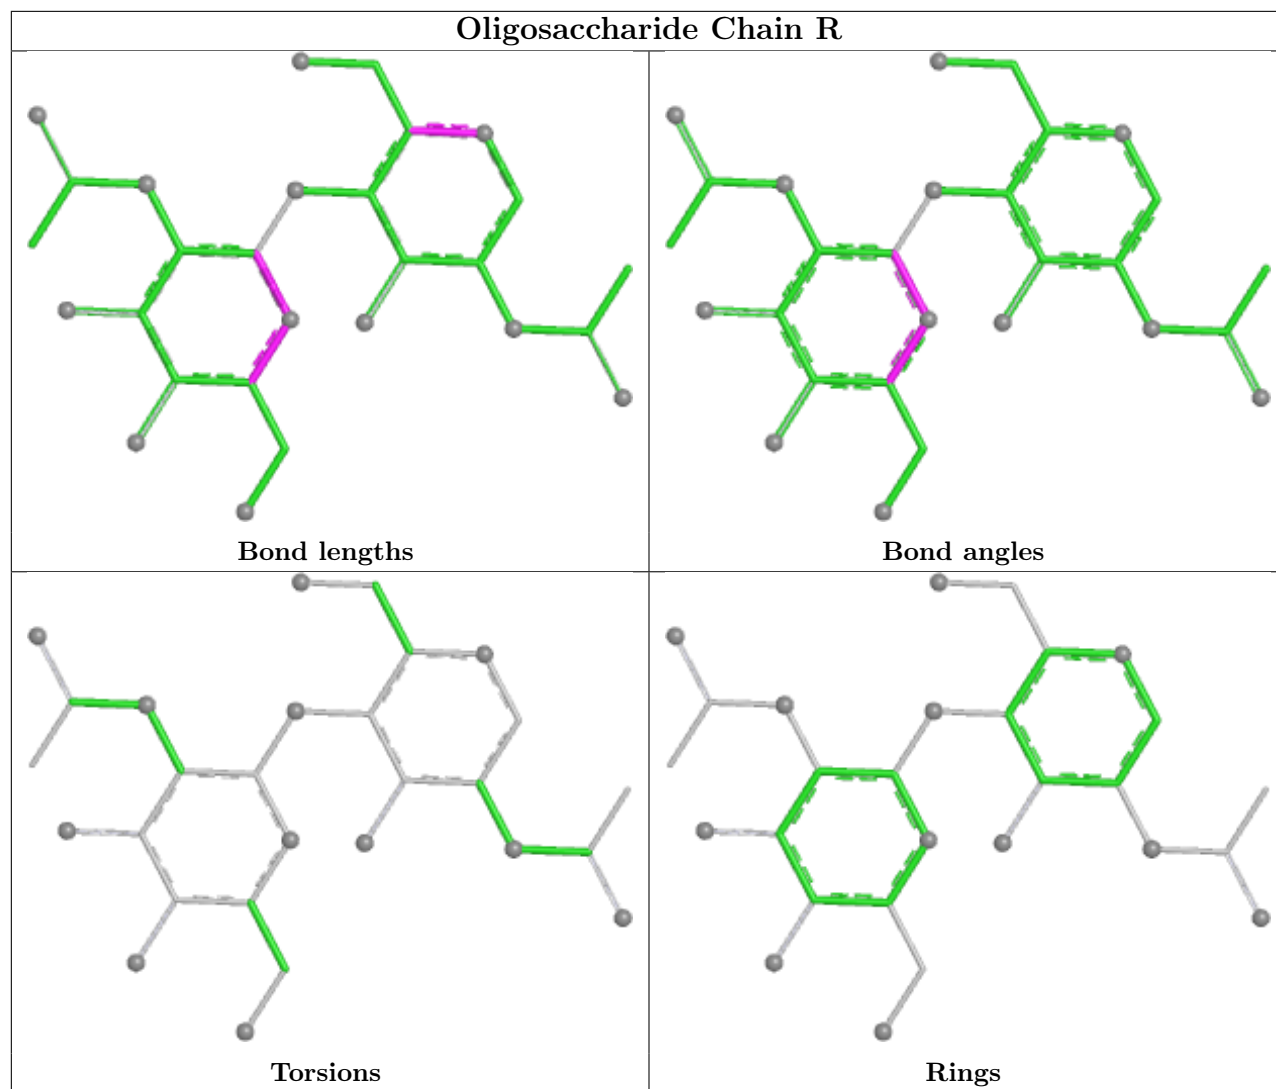 Oligosaccharide Chain R
Bond lengths
Bond angles
Torsions
Rings